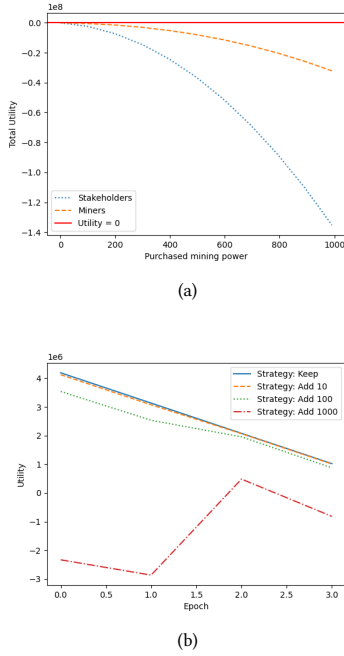 1e8
0.0
−0.2
−0.4
−0.6
−0.8
−1.0
−1.2
−1.4
Total Utility
Stakeholders
Miners
Utility = 0
0 200 400 600 800 1000
Purchased mining power
(a)
1e6
4
3
2
1
0
−1
−2
−3
Utility
Strategy: Keep
Strategy: Add 10
Strategy: Add 100
Strategy: Add 1000
0.0 0.5 1.0 1.5 2.0 2.5 3.0
Epoch
(b)